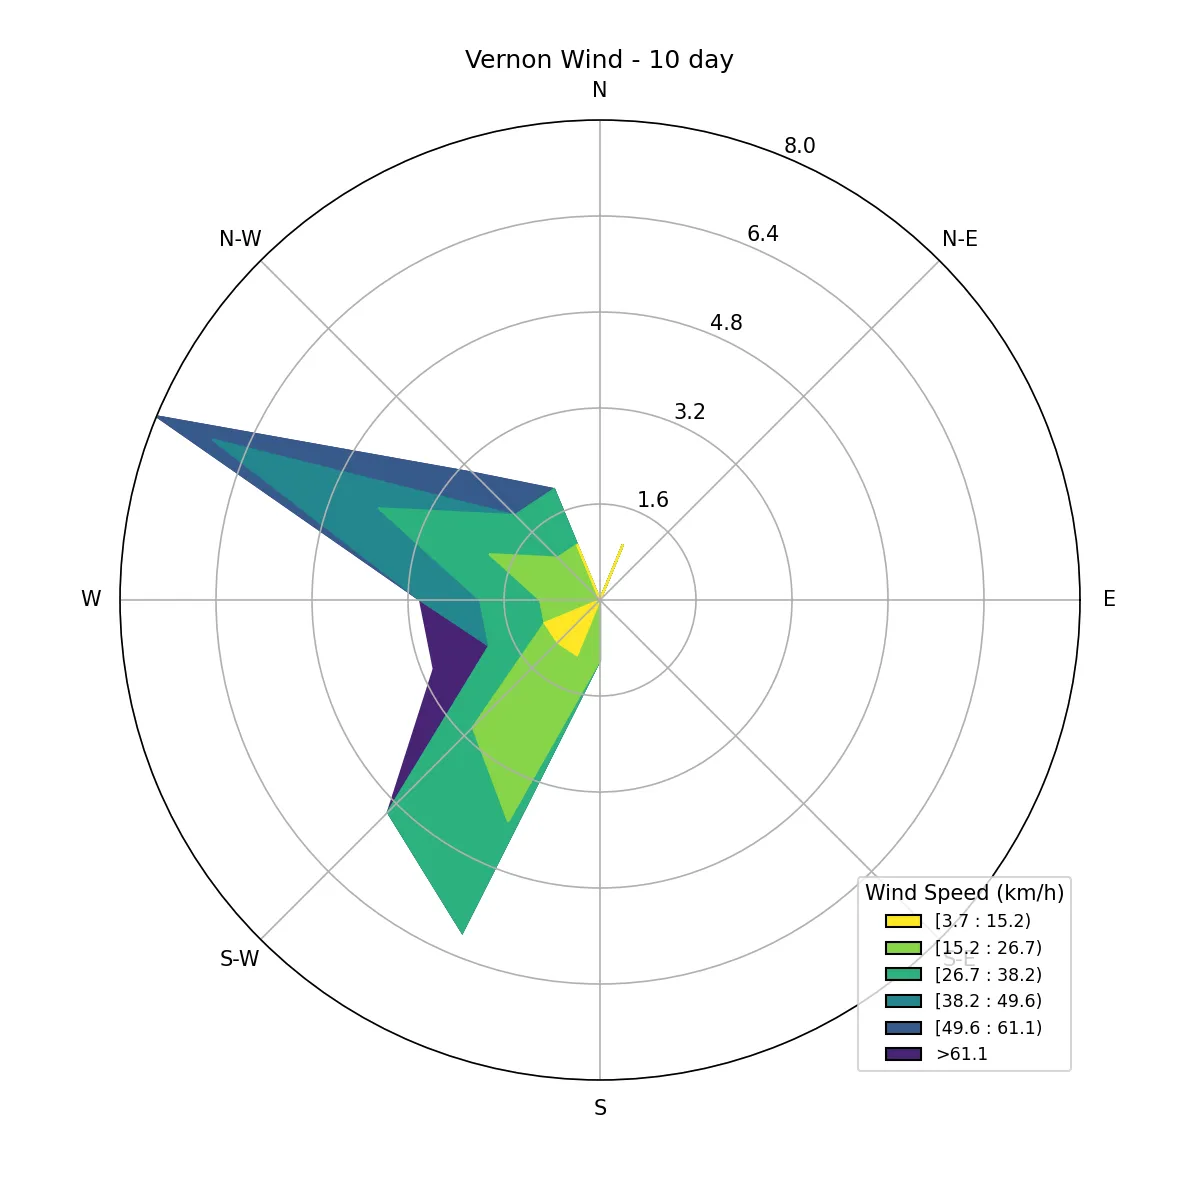 Vernon Wind - 10 day
N
8.0
N-W
N-E
6.4
4.8
3.2
1.6
W
E
Wind Speed (km/h)
[3.7 : 15.2)
[15.2 : 26.7)
S-W
S-E
[26.7 : 38.2)
[38.2 : 49.6)
[49.6 : 61.1)
>61.1
S